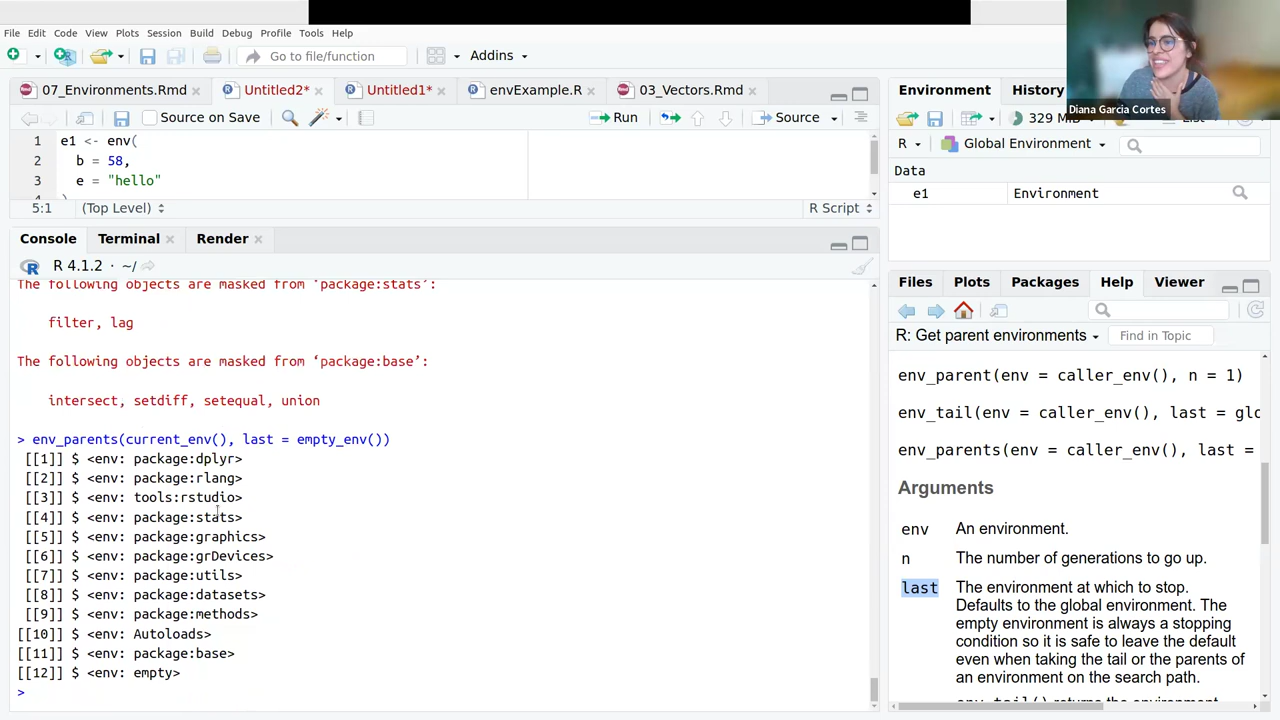 File Edit Code View Plots Session Build Debug Profile Tools Help
Go to file/function
Addins
07_Environments.Rmd
Untitled2*
Untitled1*
envExample.R
03_Vectors.Rmd
Source on Save
Run
Source
1 e1 <- env(
2 b = 58,
3 e = "hello"
5:1 (Top Level)
R Script
Console Terminal Render
R 4.1.2 · ~/
The following objects are masked from ‘package:stats’:
filter, lag
The following objects are masked from ‘package:base’:
intersect, setdiff, setequal, union
> env_parents(current_env(), last = empty_env())
[[1]] $ <env: package:dplyr>
[[2]] $ <env: package:rlang>
[[3]] $ <env: tools:rstudio>
[[4]] $ <env: package:stats>
[[5]] $ <env: package:graphics>
[[6]] $ <env: package:grDevices>
[[7]] $ <env: package:utils>
[[8]] $ <env: package:datasets>
[[9]] $ <env: package:methods>
[[10]] $ <env: Autoloads>
[[11]] $ <env: package:base>
[[12]] $ <env: empty>
>
Diana Garcia Cortes
Environment History
329
R Global Environment
Data
e1 Environment
Files Plots Packages Help Viewer
R: Get parent environments
Find in Topic
env_parent(env = caller_env(), n = 1)
env_tail(env = caller_env(), last = glo
env_parents(env = caller_env(), last =
Arguments
env An environment.
n The number of generations to go up.
last The environment at which to stop.
Defaults to the global environment. The
empty environment is always a stopping
condition so it is safe to leave the default
even when taking the tail or the parents of
an environment on the search path.
env_tail() returns the environment